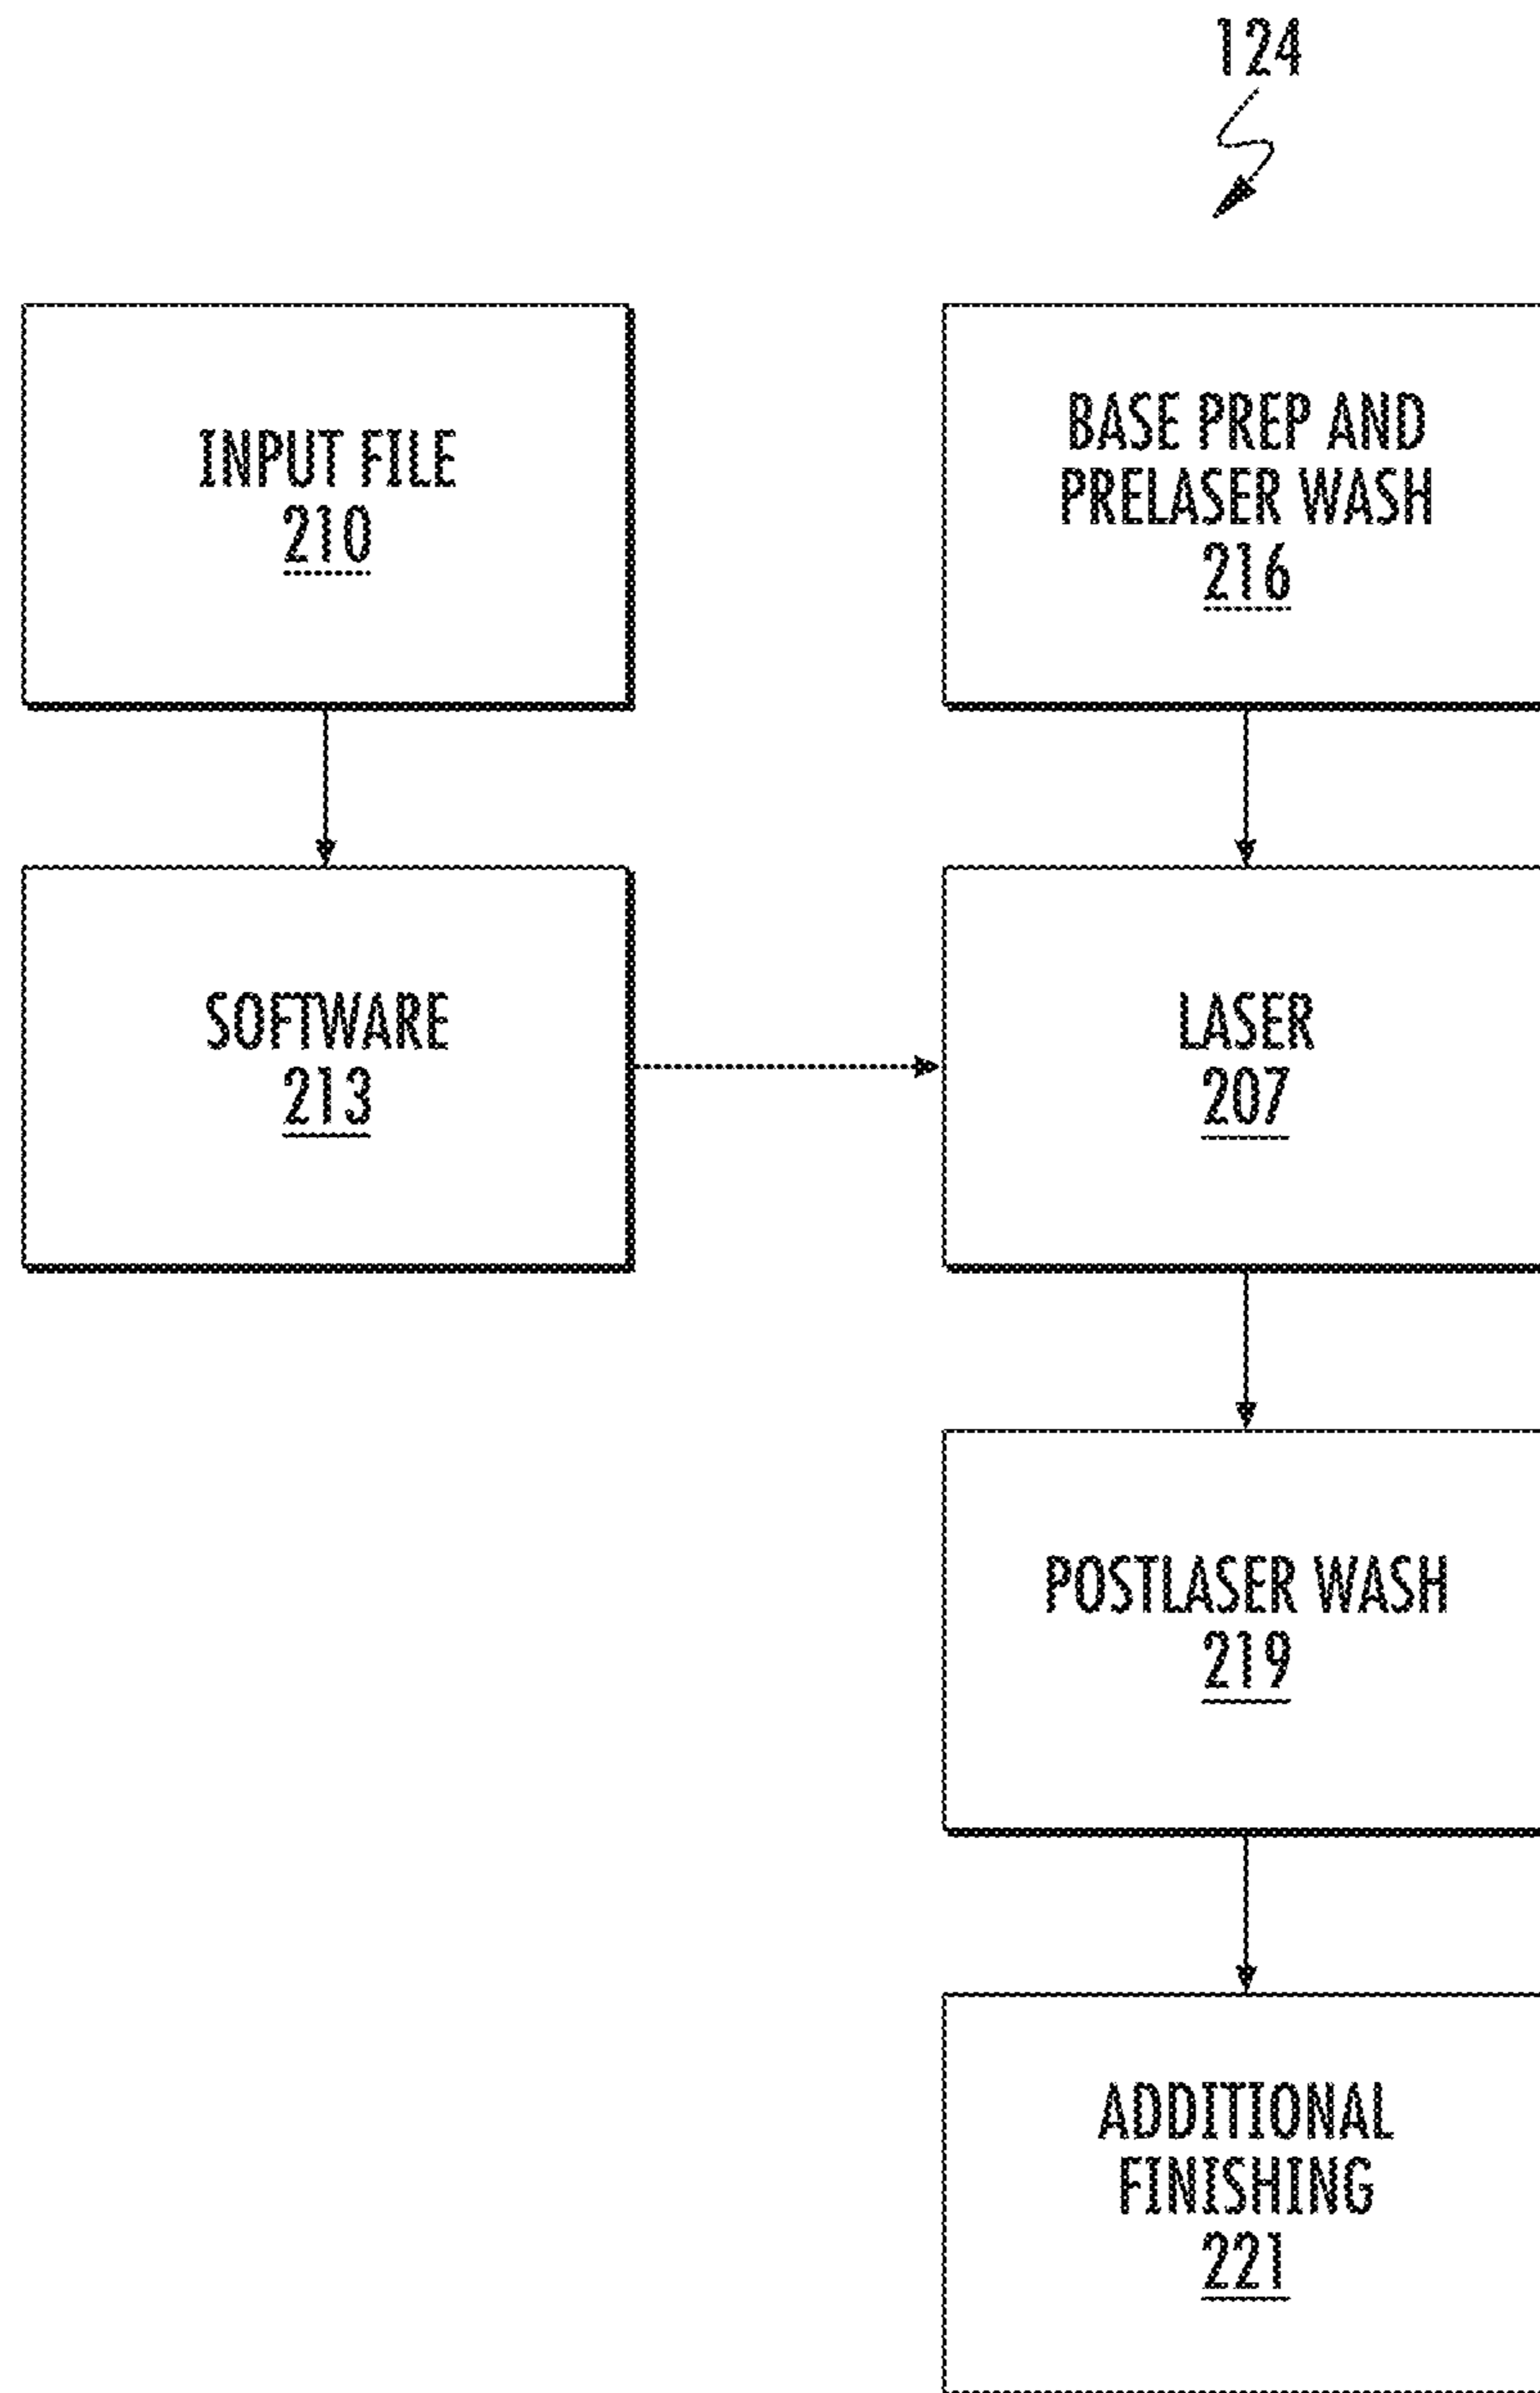 124
INPUT FILE
210
BASE PREP AND
PRELASER WASH
216
SOFTWARE
213
LASER
207
POSTLASER WASH
219
ADDITIONAL
FINISHING
221